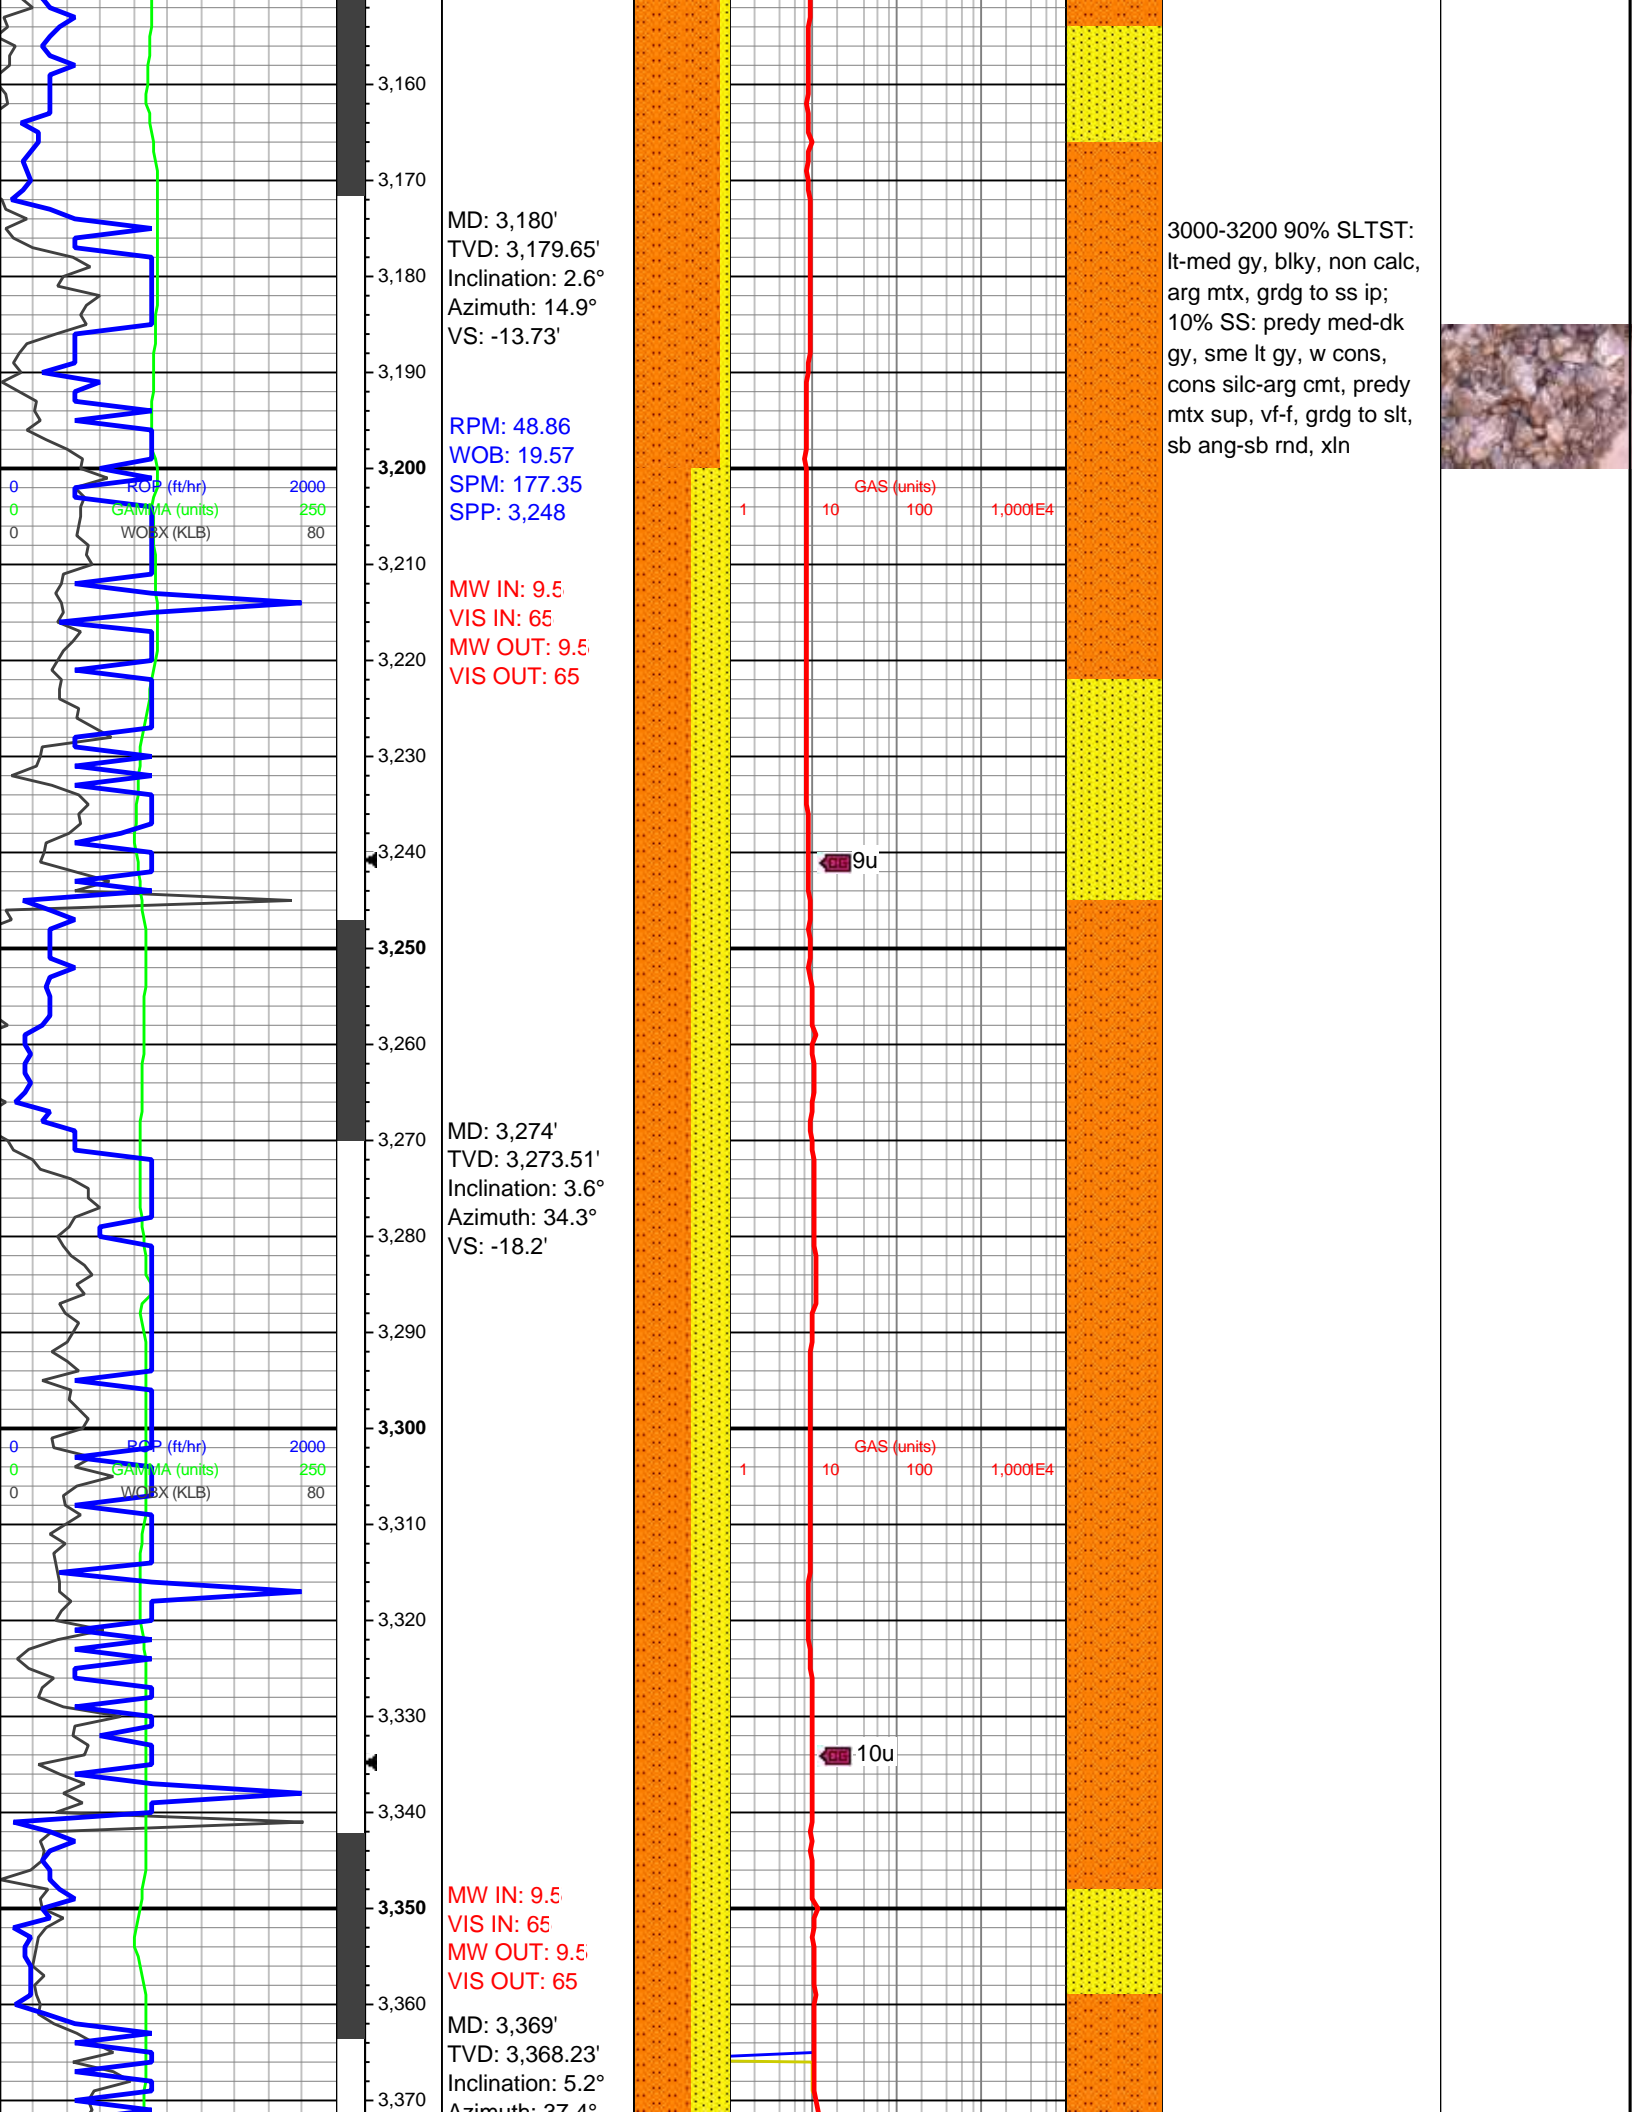 3,160
3,170
MD: 3,180'
TVD: 3,179.65'
Inclination: 2.6°
Azimuth: 14.9°
VS: -13.73'
3000-3200 90% SLTST:
lt-med gy, blky, non calc,
arg mtx, grdg to ss ip;
10% SS: predy med-dk
gy, sme lt gy, w cons,
cons silc-arg cmt, predy
mtx sup, vf-f, grdg to slt,
sb ang-sb rnd, xln
3,180
3,190
RPM: 48.86
WOB: 19.57
SPM: 177.35
SPP: 3,248
3,200
0 ROP (ft/hr) 2000
0 GAMMA (units) 250
0 WOBX (KLB) 80
GAS (units)
1 10 100 1,000 1E4
3,210
MW IN: 9.5
VIS IN: 65
MW OUT: 9.5
VIS OUT: 65
3,220
3,230
3,240
CG 9u
3,250
3,260
3,270
MD: 3,274'
TVD: 3,273.51'
Inclination: 3.6°
Azimuth: 34.3°
VS: -18.2'
3,280
3,290
3,300
0 ROP (ft/hr) 2000
0 GAMMA (units) 250
0 WOBX (KLB) 80
GAS (units)
1 10 100 1,000 1E4
3,310
3,320
3,330
CG 10u
3,340
3,350
MW IN: 9.5
VIS IN: 65
MW OUT: 9.5
VIS OUT: 65
3,360
MD: 3,369'
TVD: 3,368.23'
Inclination: 5.2°
Azimuth: 37.4°
3,370